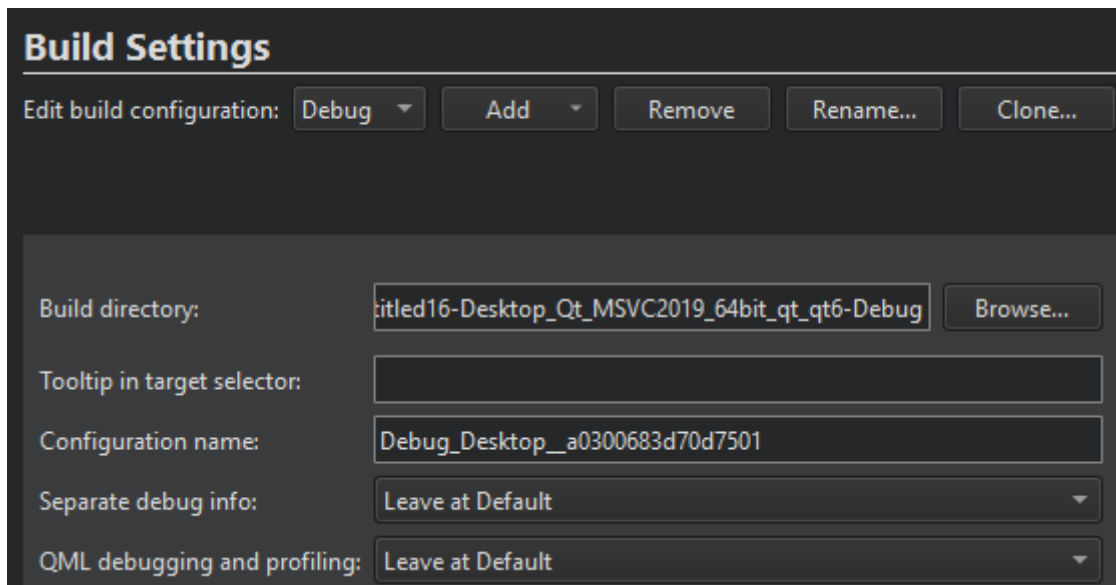 Build Settings
Edit build configuration: Debug Add Remove Rename... Clone...
Build directory: titled16-Desktop_Qt_MSVC2019_64bit_qt_qt6-Debug Browse...
Tooltip in target selector:
Configuration name: Debug_Desktop__a0300683d70d7501
Separate debug info: Leave at Default
QML debugging and profiling: Leave at Default